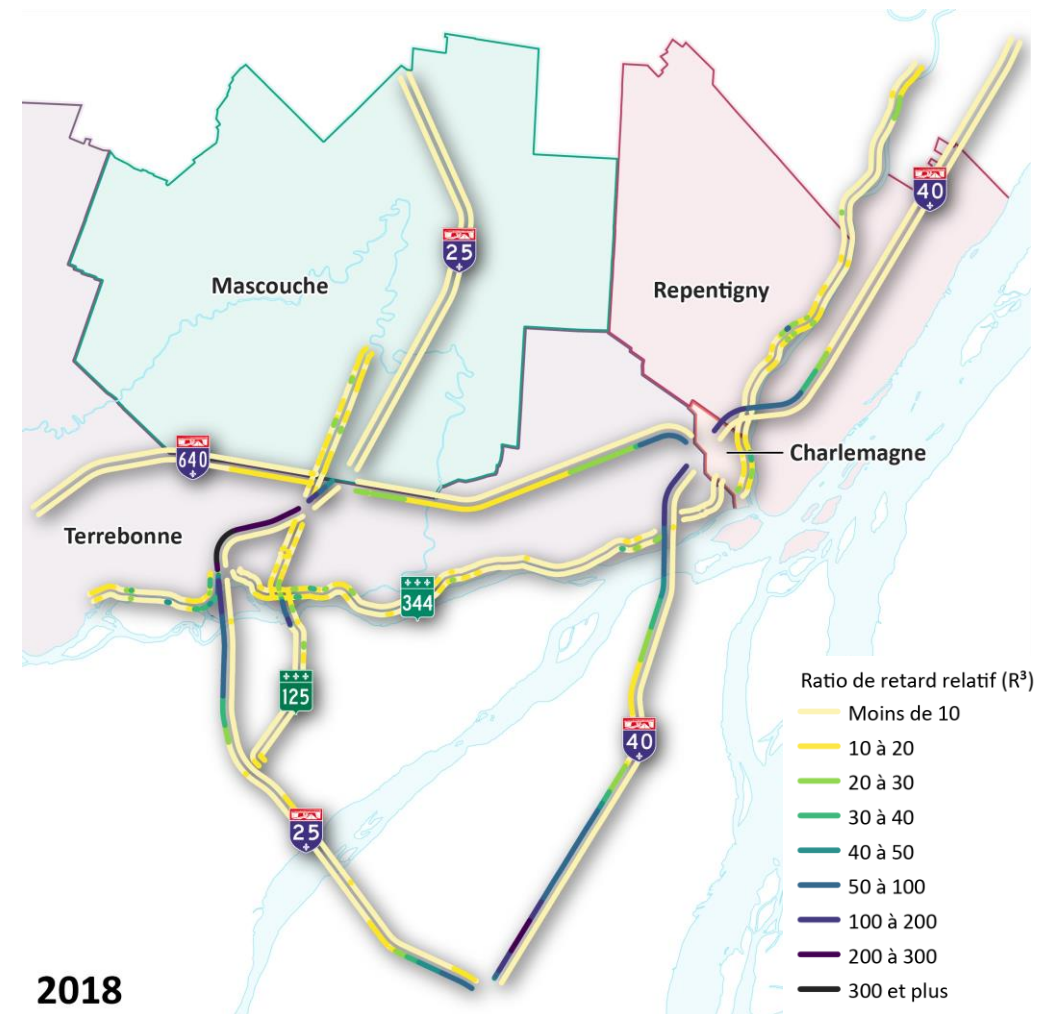 40
25
Mascouche
Repentigny
640
Charlemagne
Terrebonne
344
125
40
25
Ratio de retard relatif (R³)
Moins de 10
10 à 20
20 à 30
30 à 40
40 à 50
50 à 100
100 à 200
200 à 300
300 et plus
2018